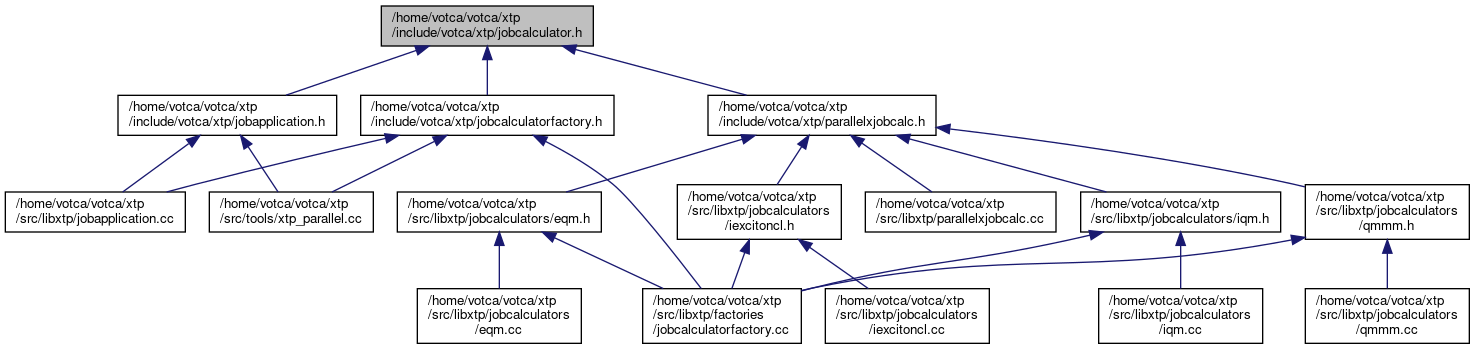 /home/votca/votca/xtp
/include/votca/xtp/jobcalculator.h
/home/votca/votca/xtp
/include/votca/xtp/jobapplication.h
/home/votca/votca/xtp
/include/votca/xtp/jobcalculatorfactory.h
/home/votca/votca/xtp
/include/votca/xtp/parallelxjobcalc.h
/home/votca/votca/xtp
/src/libxtp/jobapplication.cc
/home/votca/votca/xtp
/src/tools/xtp_parallel.cc
/home/votca/votca/xtp
/src/libxtp/jobcalculators/eqm.h
/home/votca/votca/xtp
/src/libxtp/jobcalculators
/iexcitoncl.h
/home/votca/votca/xtp
/src/libxtp/parallelxjobcalc.cc
/home/votca/votca/xtp
/src/libxtp/jobcalculators/iqm.h
/home/votca/votca/xtp
/src/libxtp/jobcalculators
/qmmm.h
/home/votca/votca/xtp
/src/libxtp/jobcalculators
/eqm.cc
/home/votca/votca/xtp
/src/libxtp/factories
/jobcalculatorfactory.cc
/home/votca/votca/xtp
/src/libxtp/jobcalculators
/iexcitoncl.cc
/home/votca/votca/xtp
/src/libxtp/jobcalculators
/iqm.cc
/home/votca/votca/xtp
/src/libxtp/jobcalculators
/qmmm.cc